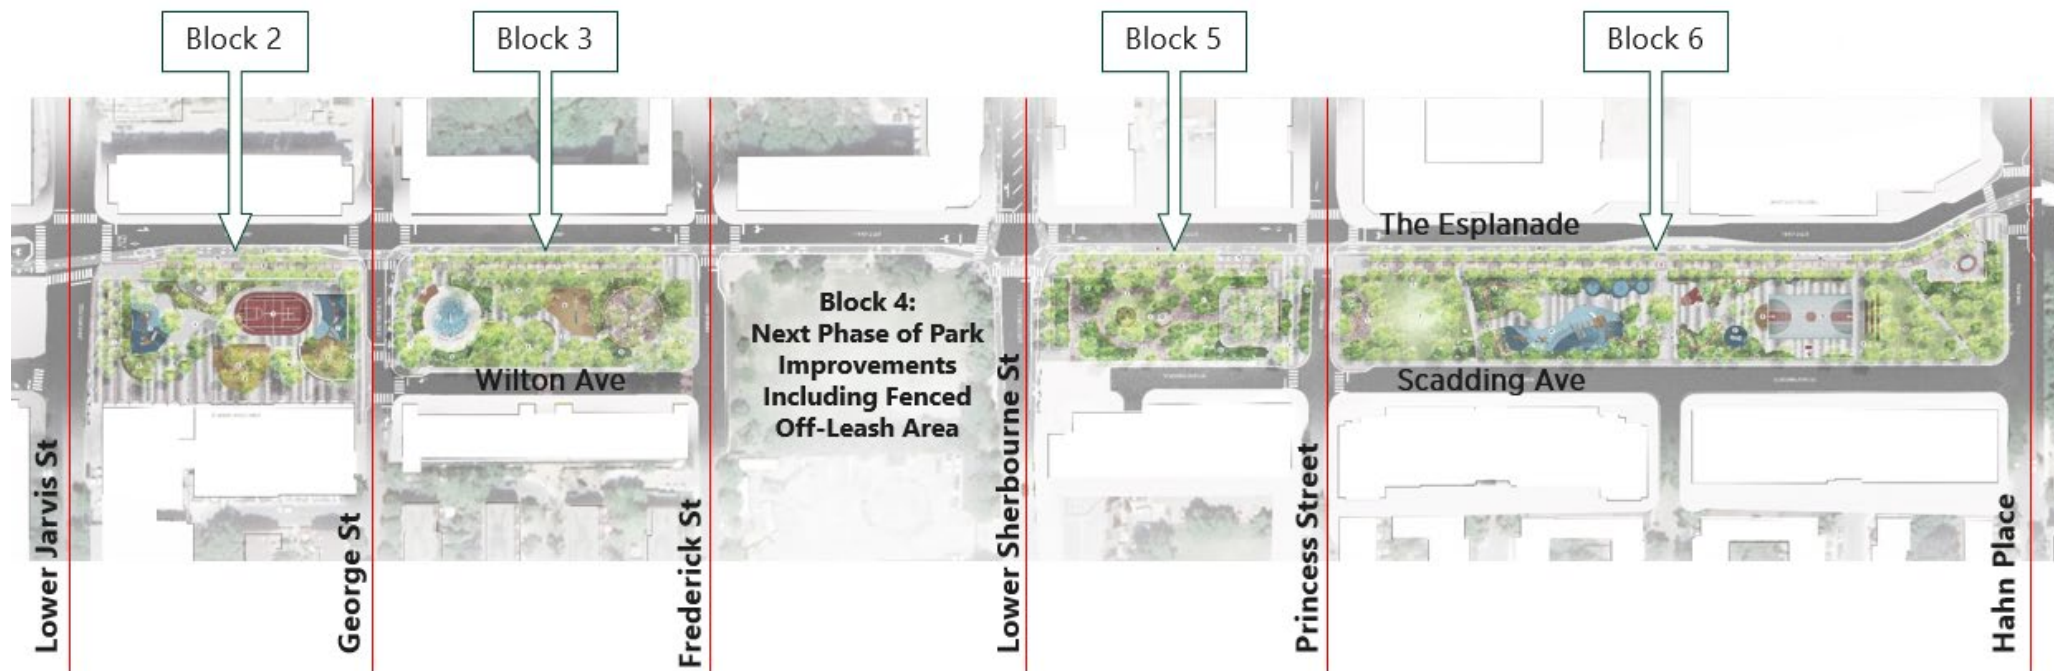 Block 2
Block 3
Block 5
Block 6
The Esplanade
Block 4:
Next Phase of Park
Improvements
Including Fenced
Off-Leash Area
Wilton Ave
Scadding Ave
Lower Jarvis St
George St
Frederick St
Lower Sherbourne St
Princess Street
Hahn Place